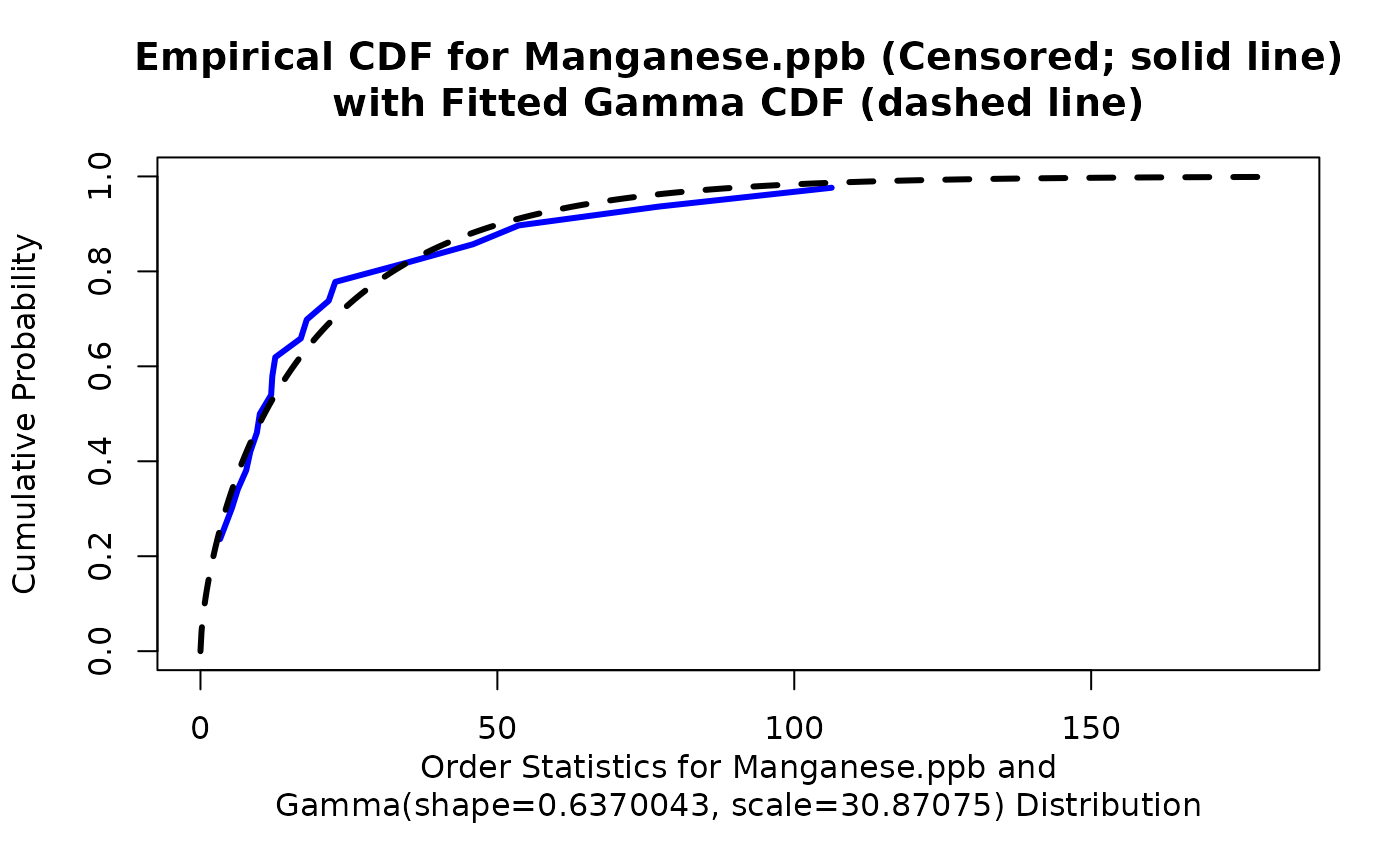 Empirical CDF for Manganese.ppb (Censored; solid line)
with Fitted Gamma CDF (dashed line)
Cumulative Probability
1.0
0.8
0.6
0.4
0.2
0.0
0 50 100 150
Order Statistics for Manganese.ppb and
Gamma(shape=0.6370043, scale=30.87075) Distribution